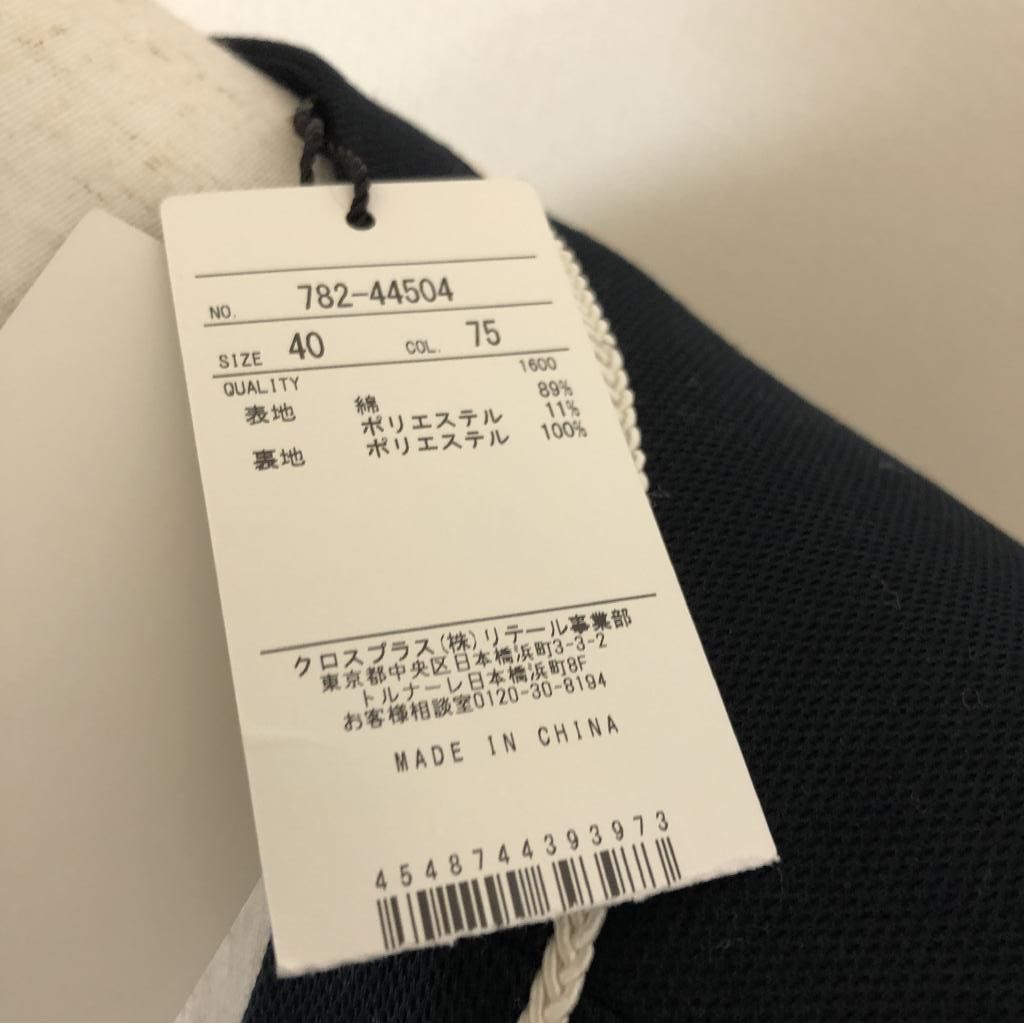 NO. 782-44504
SIZE 40 COL. 75
QUALITY 1600
表地 綿 89%
ポリエステル 11%
裏地 ポリエステル 100%
クロスプラス(株)リテール事業部
東京都中央区日本橋浜町3-3-2
トルナーレ日本橋浜町8F
お客様相談室0120-30-8194
MADE IN CHINA
4548744393973